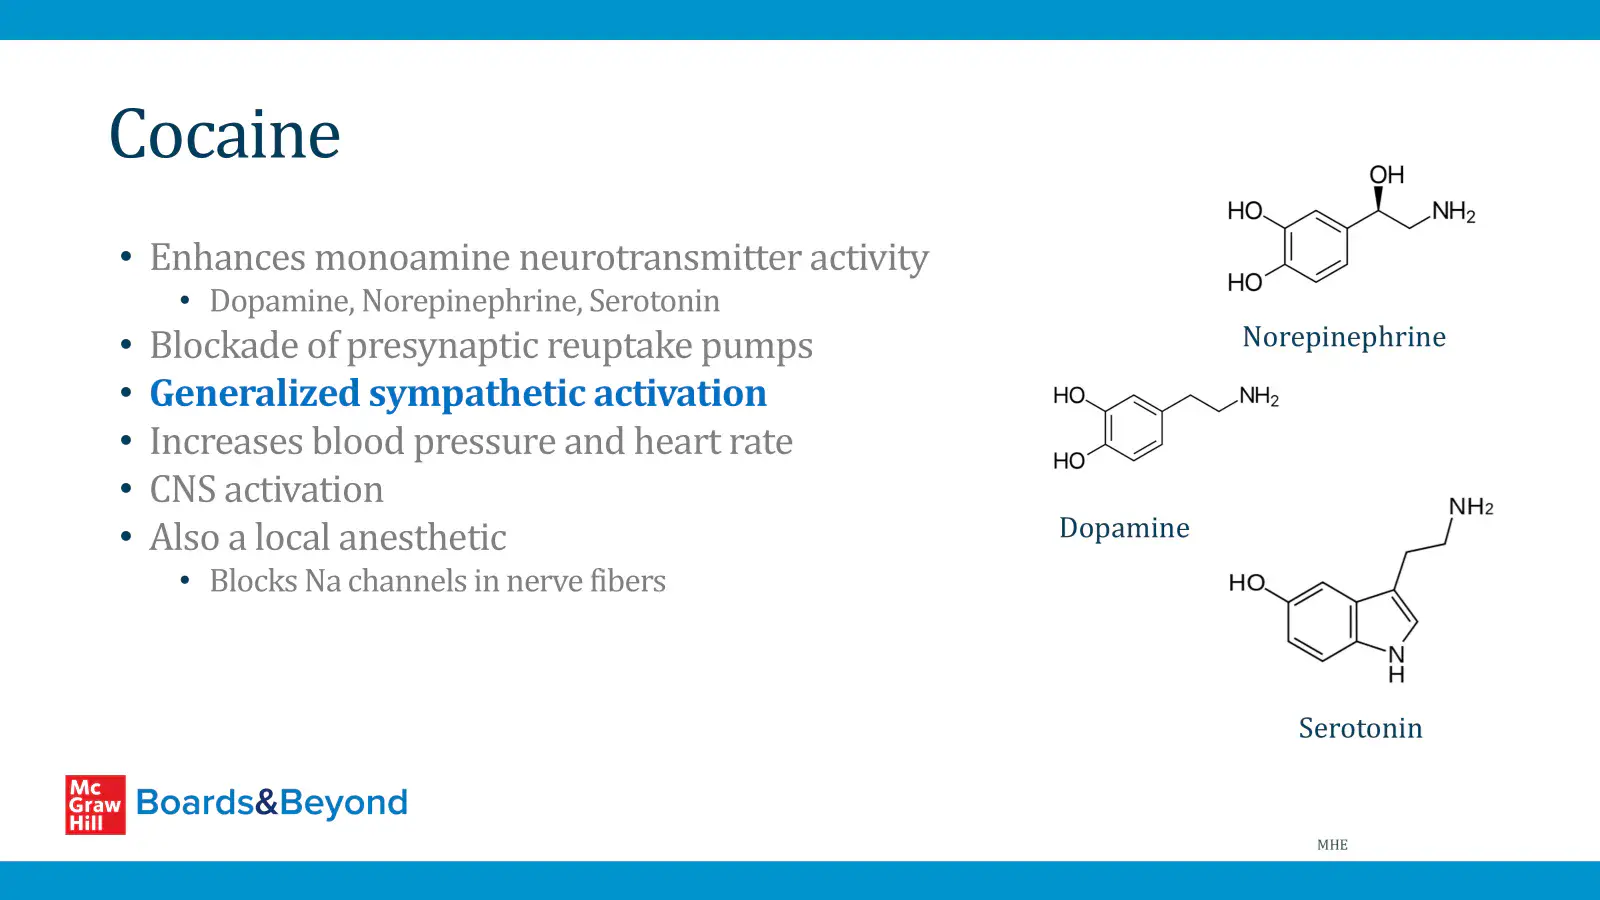 Cocaine
• Enhances monoamine neurotransmitter activity
• Dopamine, Norepinephrine, Serotonin
• Blockade of presynaptic reuptake pumps
• Generalized sympathetic activation
• Increases blood pressure and heart rate
• CNS activation
• Also a local anesthetic
• Blocks Na channels in nerve fibers
OH
HO
NH2
HO
Norepinephrine
HO
NH2
HO
Dopamine
NH2
HO
N
H
Serotonin
Mc
Graw
Hill
Boards&Beyond
MHE